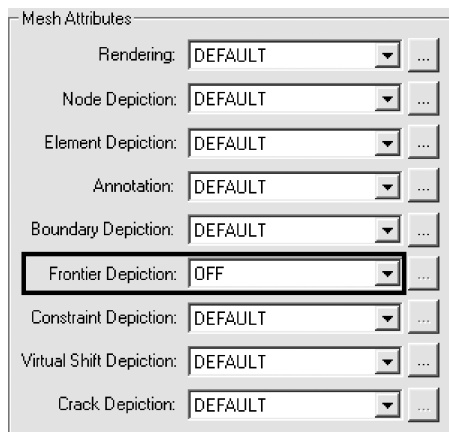 Mesh Attributes
Rendering: DEFAULT ...
Node Depiction: DEFAULT ...
Element Depiction: DEFAULT ...
Annotation: DEFAULT ...
Boundary Depiction: DEFAULT ...
Frontier Depiction: OFF ...
Constraint Depiction: DEFAULT ...
Virtual Shift Depiction: DEFAULT ...
Crack Depiction: DEFAULT ...